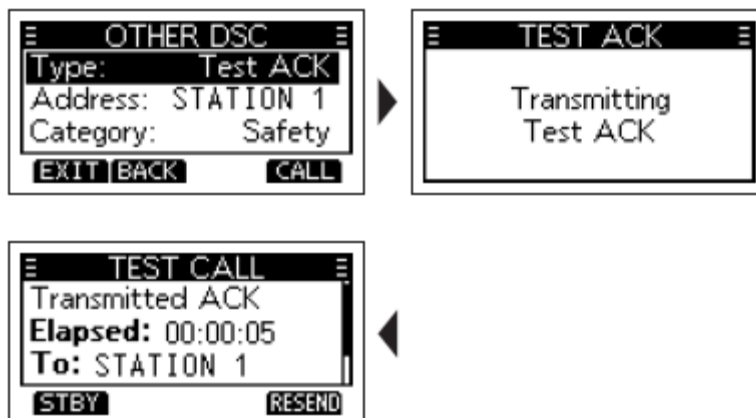 OTHER DSC
Type: Test ACK
Address: STATION 1
Category: Safety
EXIT BACK CALL
TEST ACK
Transmitting
Test ACK
TEST CALL
Transmitted ACK
Elapsed: 00:00:05
To: STATION 1
STBY RESEND